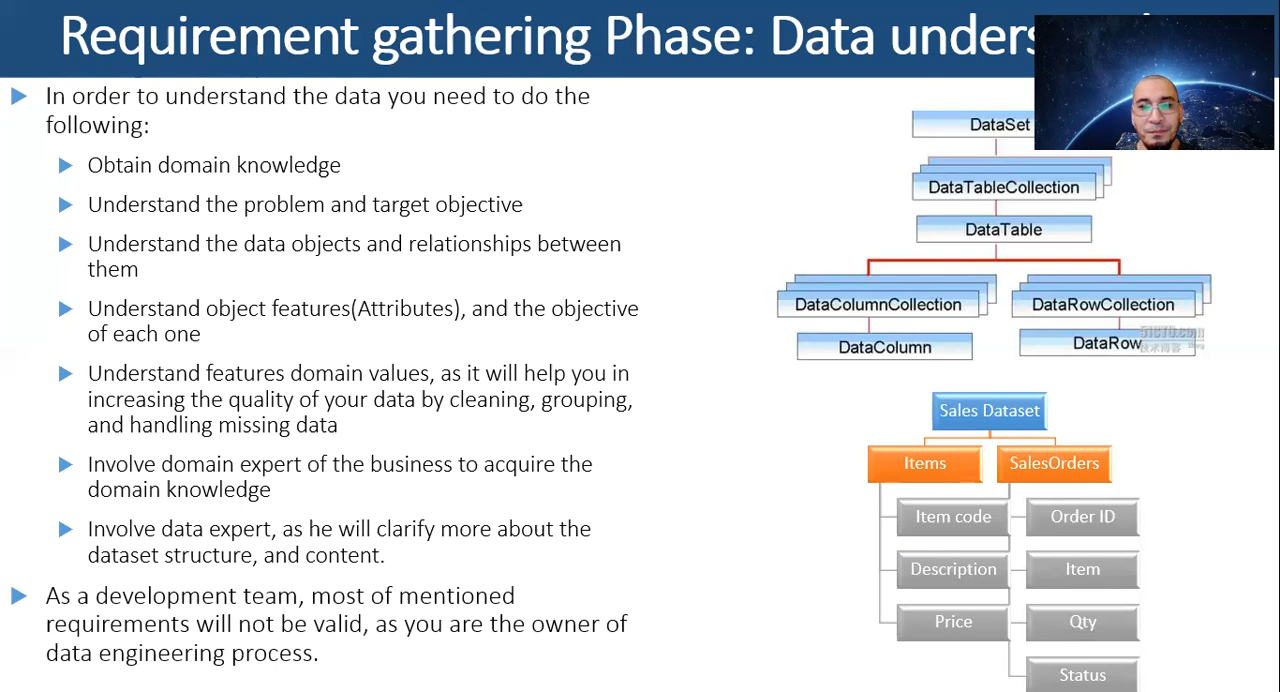 Requirement gathering Phase: Data unders
In order to understand the data you need to do the
following:
Obtain domain knowledge
Understand the problem and target objective
Understand the data objects and relationships between
them
Understand object features(Attributes), and the objective
of each one
Understand features domain values, as it will help you in
increasing the quality of your data by cleaning, grouping,
and handling missing data
Involve domain expert of the business to acquire the
domain knowledge
Involve data expert, as he will clarify more about the
dataset structure, and content.
As a development team, most of mentioned
requirements will not be valid, as you are the owner of
data engineering process.
DataSet
DataTableCollection
DataTable
DataColumnCollection
DataRowCollection
DataColumn
DataRow
51CTO.com
技术博客
Sales Dataset
Items
SalesOrders
Item code
Order ID
Description
Item
Price
Qty
Status